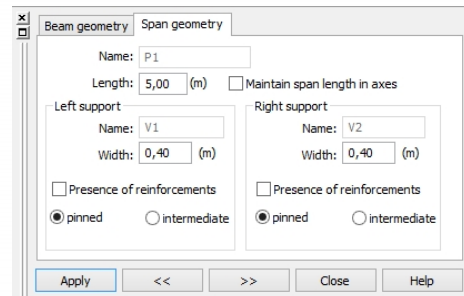 Beam geometry Span geometry
Name: P1
Length: 5,00 (m) Maintain span length in axes
Left support
Name: V1
Width: 0,40 (m)
Presence of reinforcements
pinned intermediate
Right support
Name: V2
Width: 0,40 (m)
Presence of reinforcements
pinned intermediate
Apply << >> Close Help